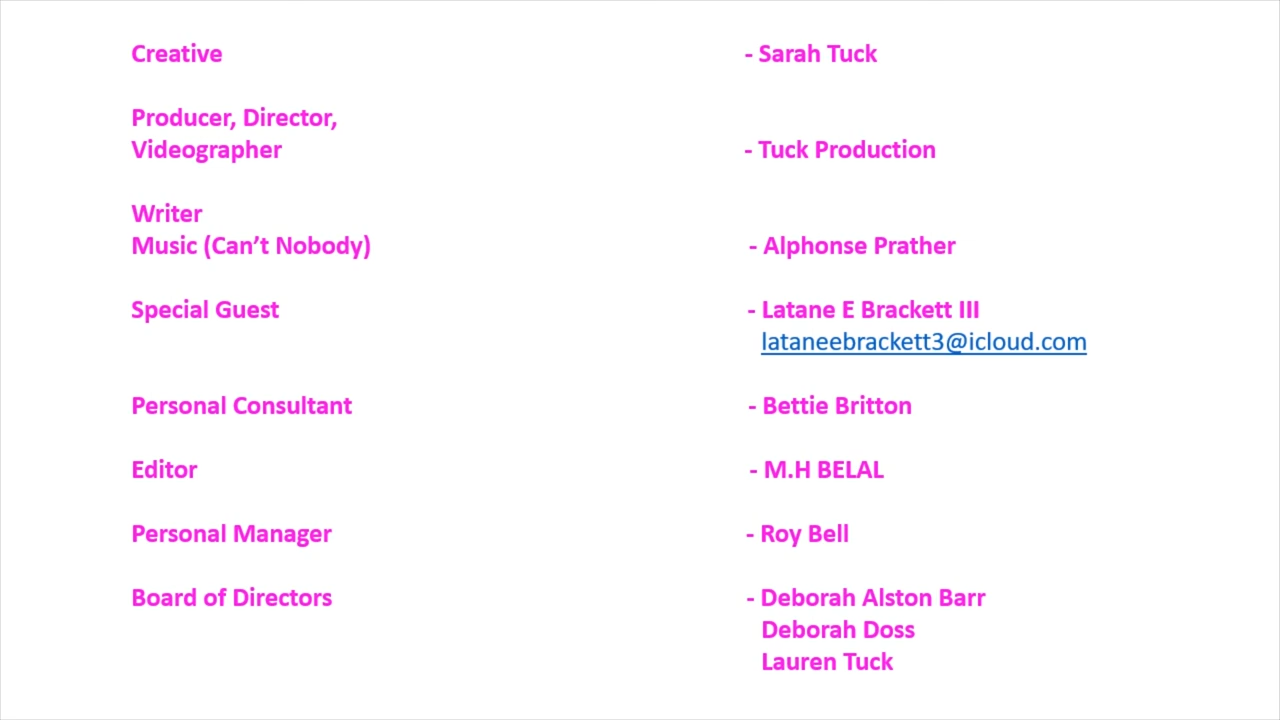 Creative - Sarah Tuck
Producer, Director,
Videographer - Tuck Production
Writer
Music (Can’t Nobody) - Alphonse Prather
Special Guest - Latane E Brackett III
lataneebrackett3@icloud.com
Personal Consultant - Bettie Britton
Editor - M.H BELAL
Personal Manager - Roy Bell
Board of Directors - Deborah Alston Barr
Deborah Doss
Lauren Tuck